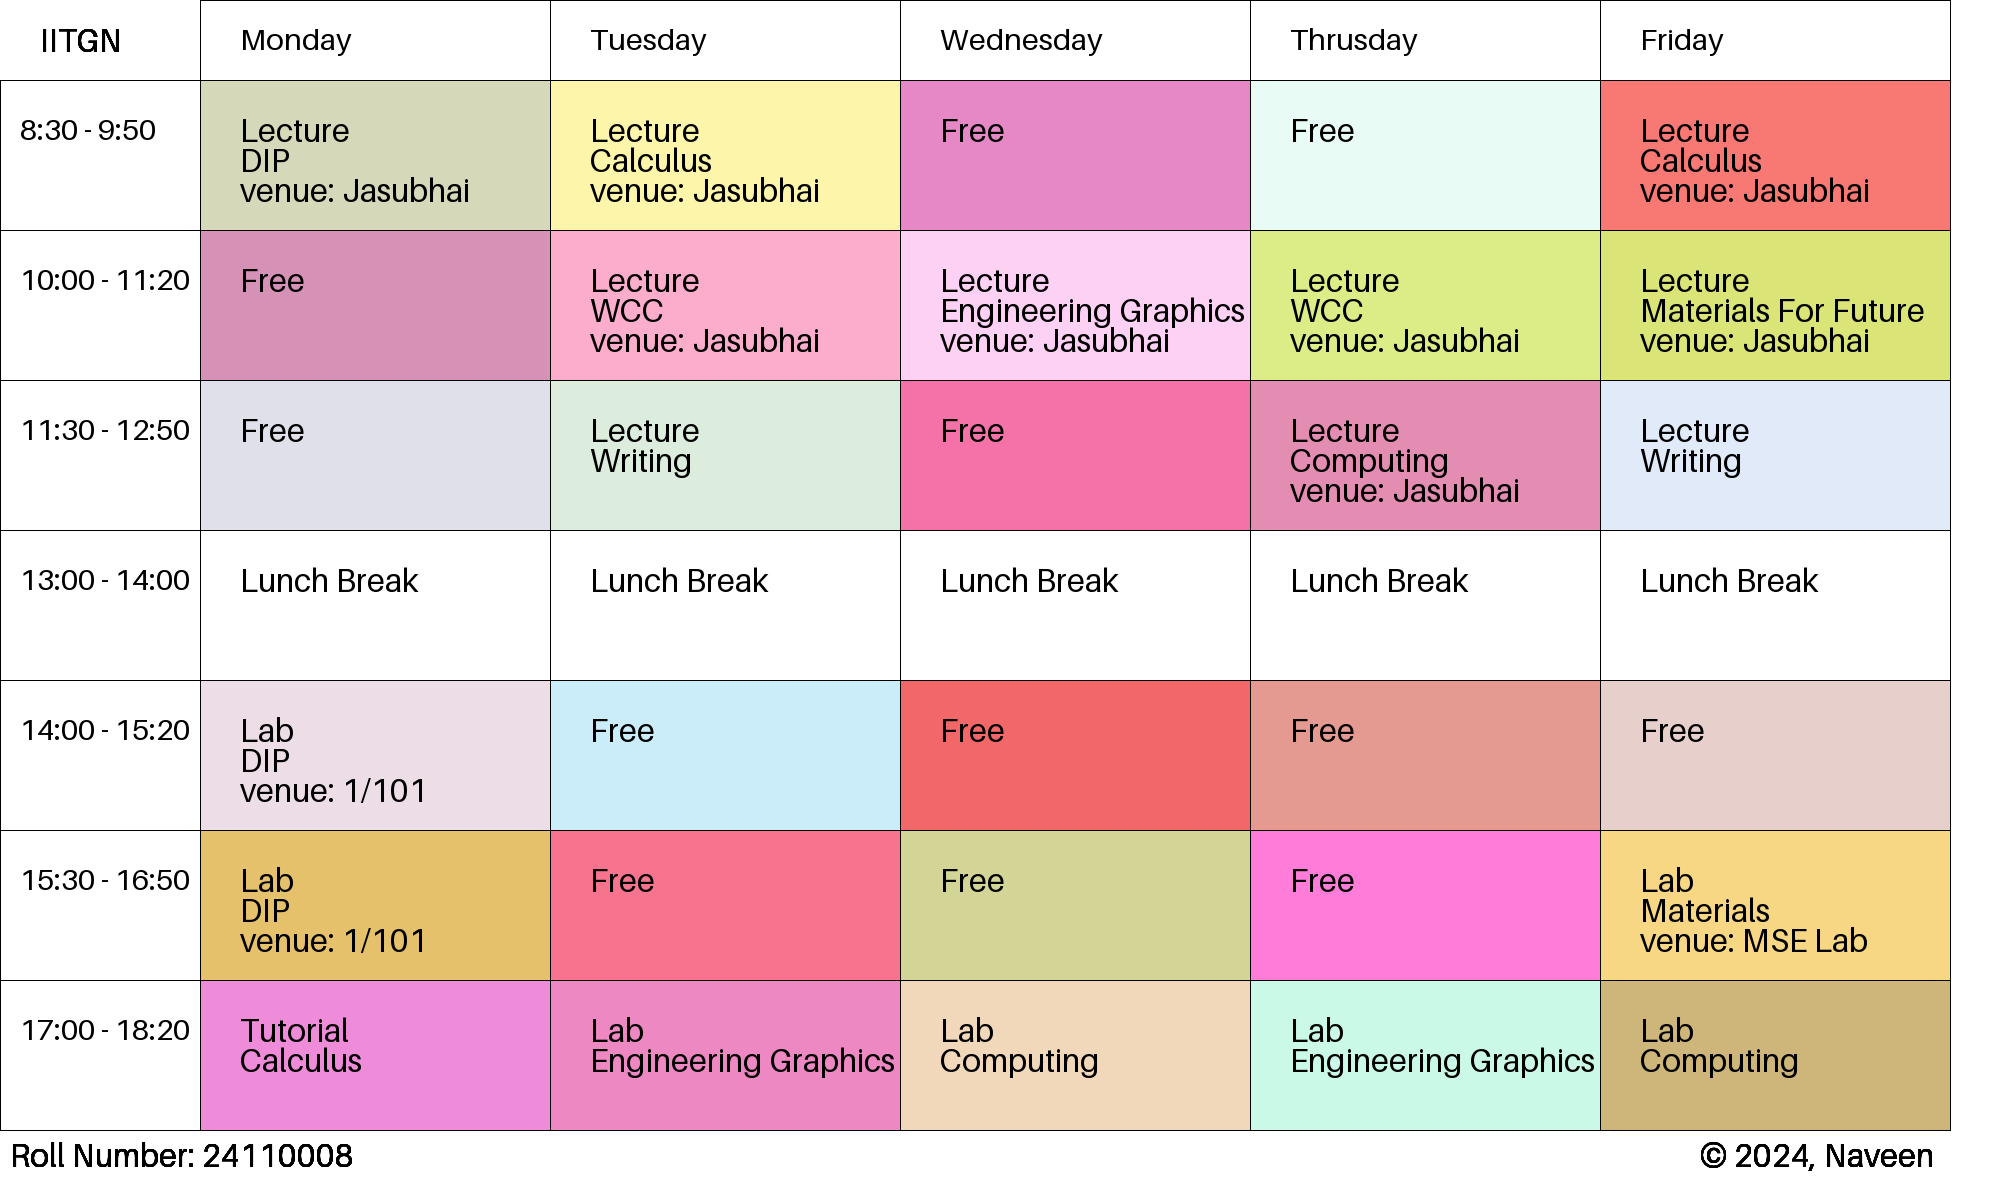 IITGN
Monday
Tuesday
Wednesday
Thrusday
Friday
8:30 - 9:50
Lecture
DIP
venue: Jasubhai
Lecture
Calculus
venue: Jasubhai
Free
Free
Lecture
Calculus
venue: Jasubhai
10:00 - 11:20
Free
Lecture
WCC
venue: Jasubhai
Lecture
Engineering Graphics
venue: Jasubhai
Lecture
WCC
venue: Jasubhai
Lecture
Materials For Future
venue: Jasubhai
11:30 - 12:50
Free
Lecture
Writing
Free
Lecture
Computing
venue: Jasubhai
Lecture
Writing
13:00 - 14:00
Lunch Break
Lunch Break
Lunch Break
Lunch Break
Lunch Break
14:00 - 15:20
Lab
DIP
venue: 1/101
Free
Free
Free
Free
15:30 - 16:50
Lab
DIP
venue: 1/101
Free
Free
Free
Lab
Materials
venue: MSE Lab
17:00 - 18:20
Tutorial
Calculus
Lab
Engineering Graphics
Lab
Computing
Lab
Engineering Graphics
Lab
Computing
Roll Number: 24110008
© 2024, Naveen